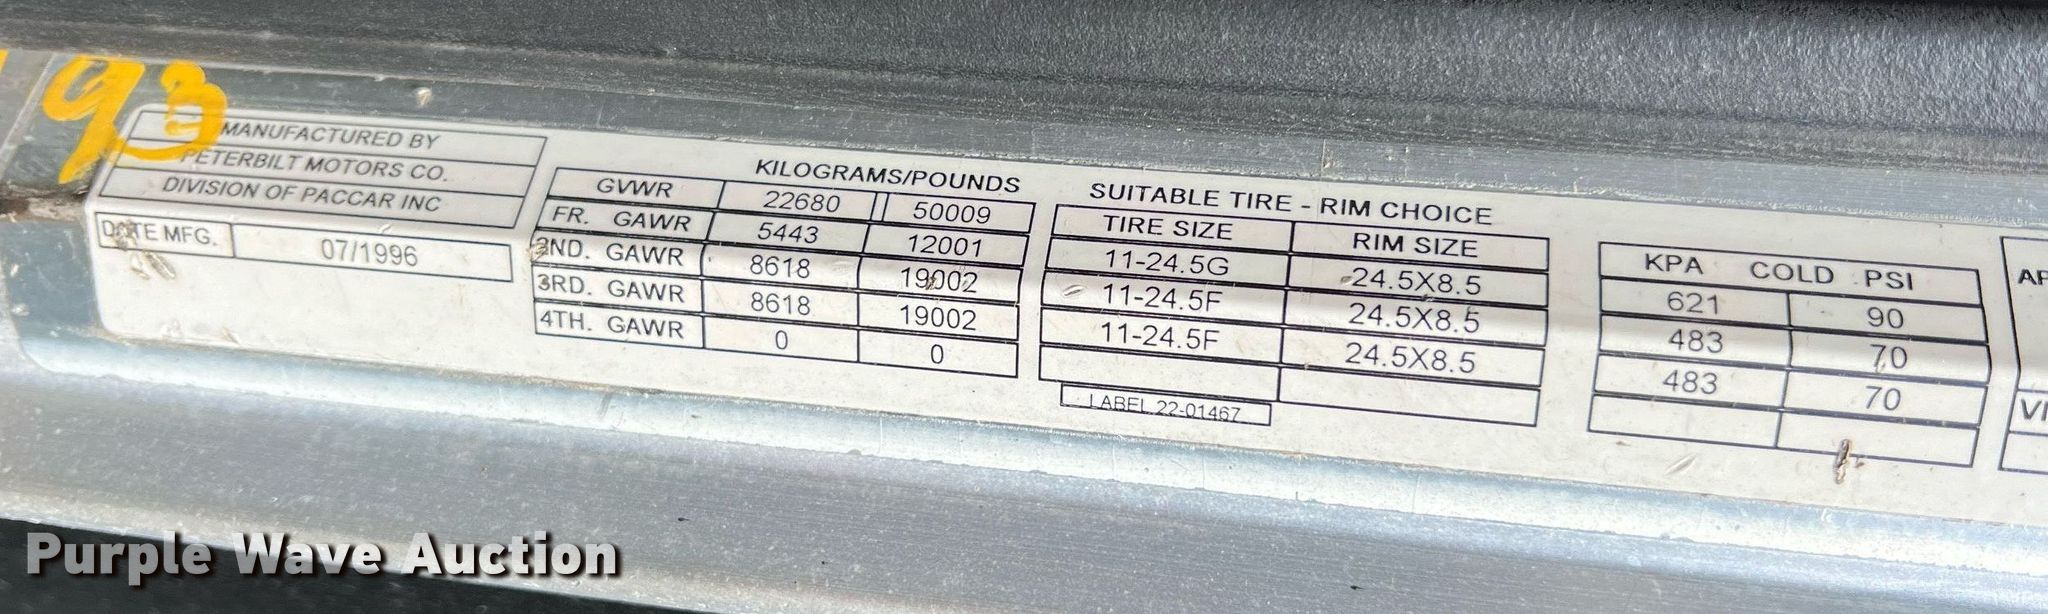 93
MANUFACTURED BY
PETERBILT MOTORS CO.
DIVISION OF PACCAR INC
DATE MFG. 07/1996
KILOGRAMS/POUNDS
GVWR 22680 50009
FR. GAWR 5443 12001
2ND. GAWR 8618 19002
3RD. GAWR 8618 19002
4TH. GAWR 0 0
SUITABLE TIRE - RIM CHOICE
TIRE SIZE RIM SIZE
11-24.5G 24.5X8.5
11-24.5F 24.5X8.5
11-24.5F 24.5X8.5
LABEL 22-01467
KPA COLD PSI
621 90
483 70
483 70
Purple Wave Auction